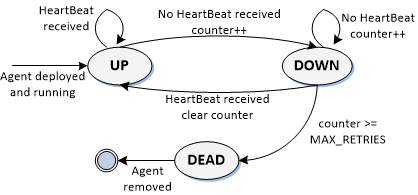 HeartBeat
received
No HeartBeat received
counter++
No HeartBeat
counter++
UP
DOWN
Agent deployed
and running
HeartBeat received
clear counter
counter >=
MAX_RETRIES
DEAD
Agent
removed